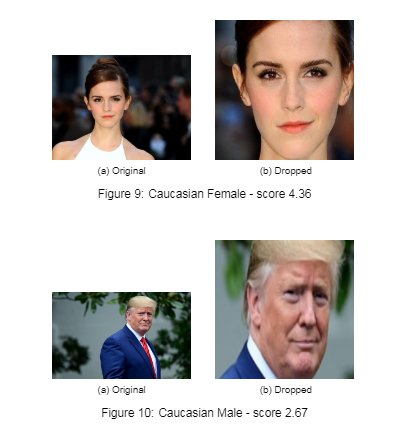 (a) Original (b) Dropped
Figure 9: Caucasian Female - score 4.36
(a) Original (b) Dropped
Figure 10: Caucasian Male - score 2.67